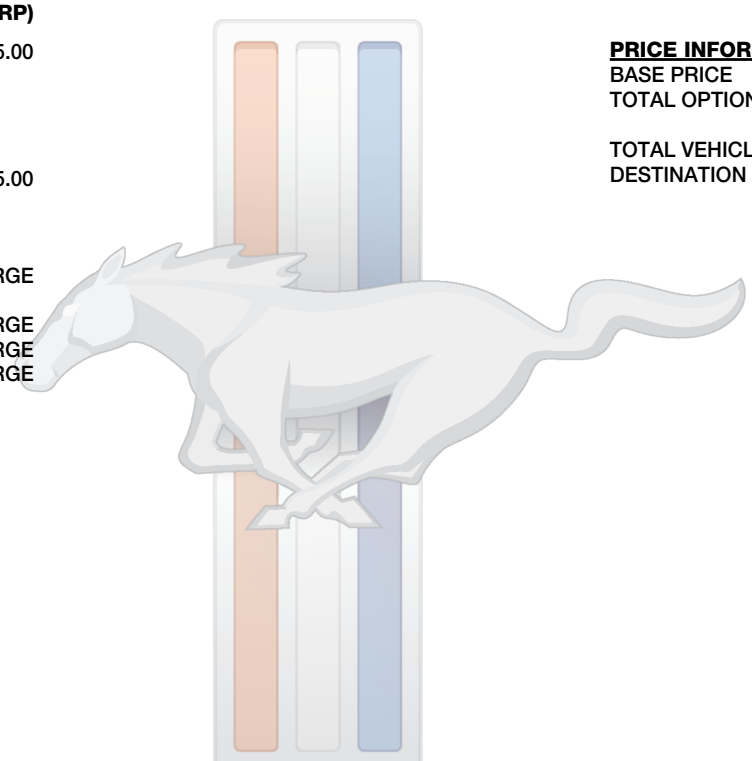 RP)
5.00
5.00
RGE
RGE
RGE
RGE
PRICE INFOR
BASE PRICE
TOTAL OPTION
TOTAL VEHICL
DESTINATION